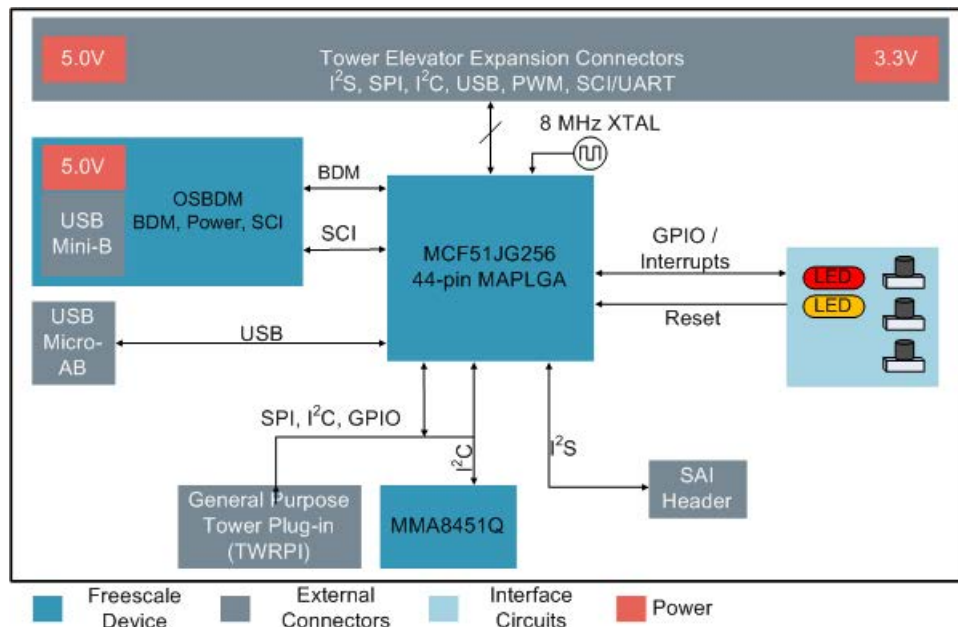 5.0V
Tower Elevator Expansion Connectors
I²S, SPI, I²C, USB, PWM, SCI/UART
3.3V
8 MHz XTAL
5.0V
USB
Mini-B
OSBDM
BDM, Power, SCI
BDM
SCI
MCF51JG256
44-pin MAPLGA
GPIO /
Interrupts
Reset
LED
LED
USB
Micro-
AB
USB
SPI, I²C, GPIO
I²C
I²S
General Purpose
Tower Plug-in
(TWRPI)
MMA8451Q
SAI
Header
Freescale
Device
External
Connectors
Interface
Circuits
Power